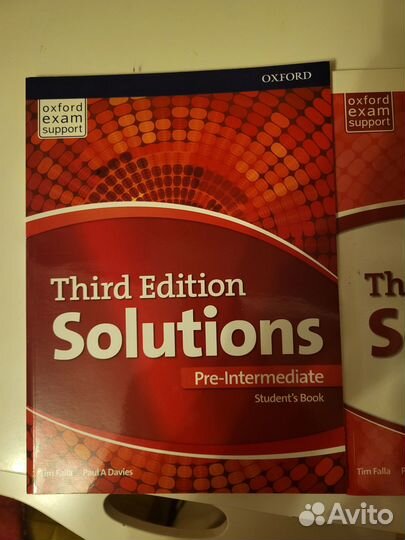 OXFORD
oxford
exam
support
Third Edition
Solutions
Pre-Intermediate
Student's Book
Tim Falla
Paul A Davies
oxford
exam
support
Th
S
Tim Falla
P
Avito